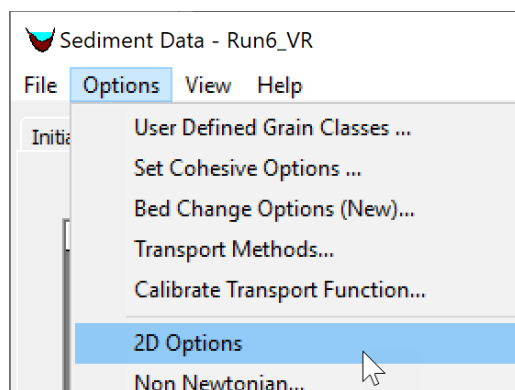 Sediment Data - Run6_VR
File Options View Help
Initia
User Defined Grain Classes ...
Set Cohesive Options ...
Bed Change Options (New)...
Transport Methods...
Calibrate Transport Function...
2D Options
Non Newtonian...